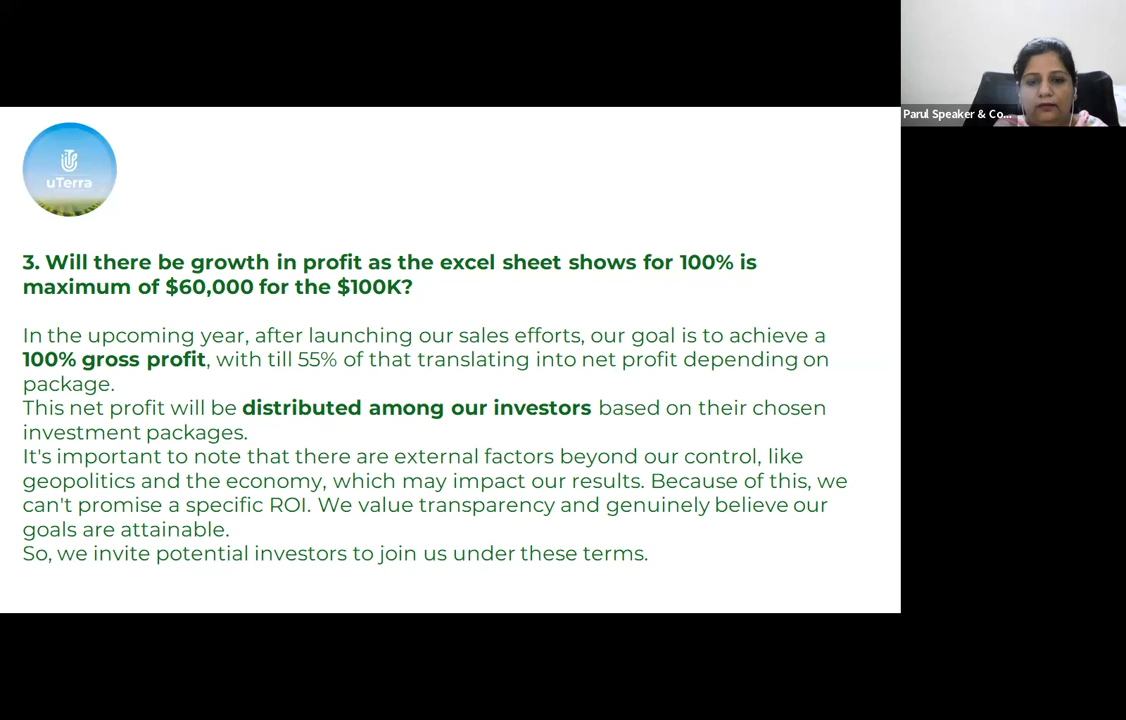 Parul Speaker & Co...
uTerra
3. Will there be growth in profit as the excel sheet shows for 100% is
maximum of $60,000 for the $100K?
In the upcoming year, after launching our sales efforts, our goal is to achieve a
100% gross profit, with till 55% of that translating into net profit depending on
package.
This net profit will be distributed among our investors based on their chosen
investment packages.
It's important to note that there are external factors beyond our control, like
geopolitics and the economy, which may impact our results. Because of this, we
can't promise a specific ROI. We value transparency and genuinely believe our
goals are attainable.
So, we invite potential investors to join us under these terms.